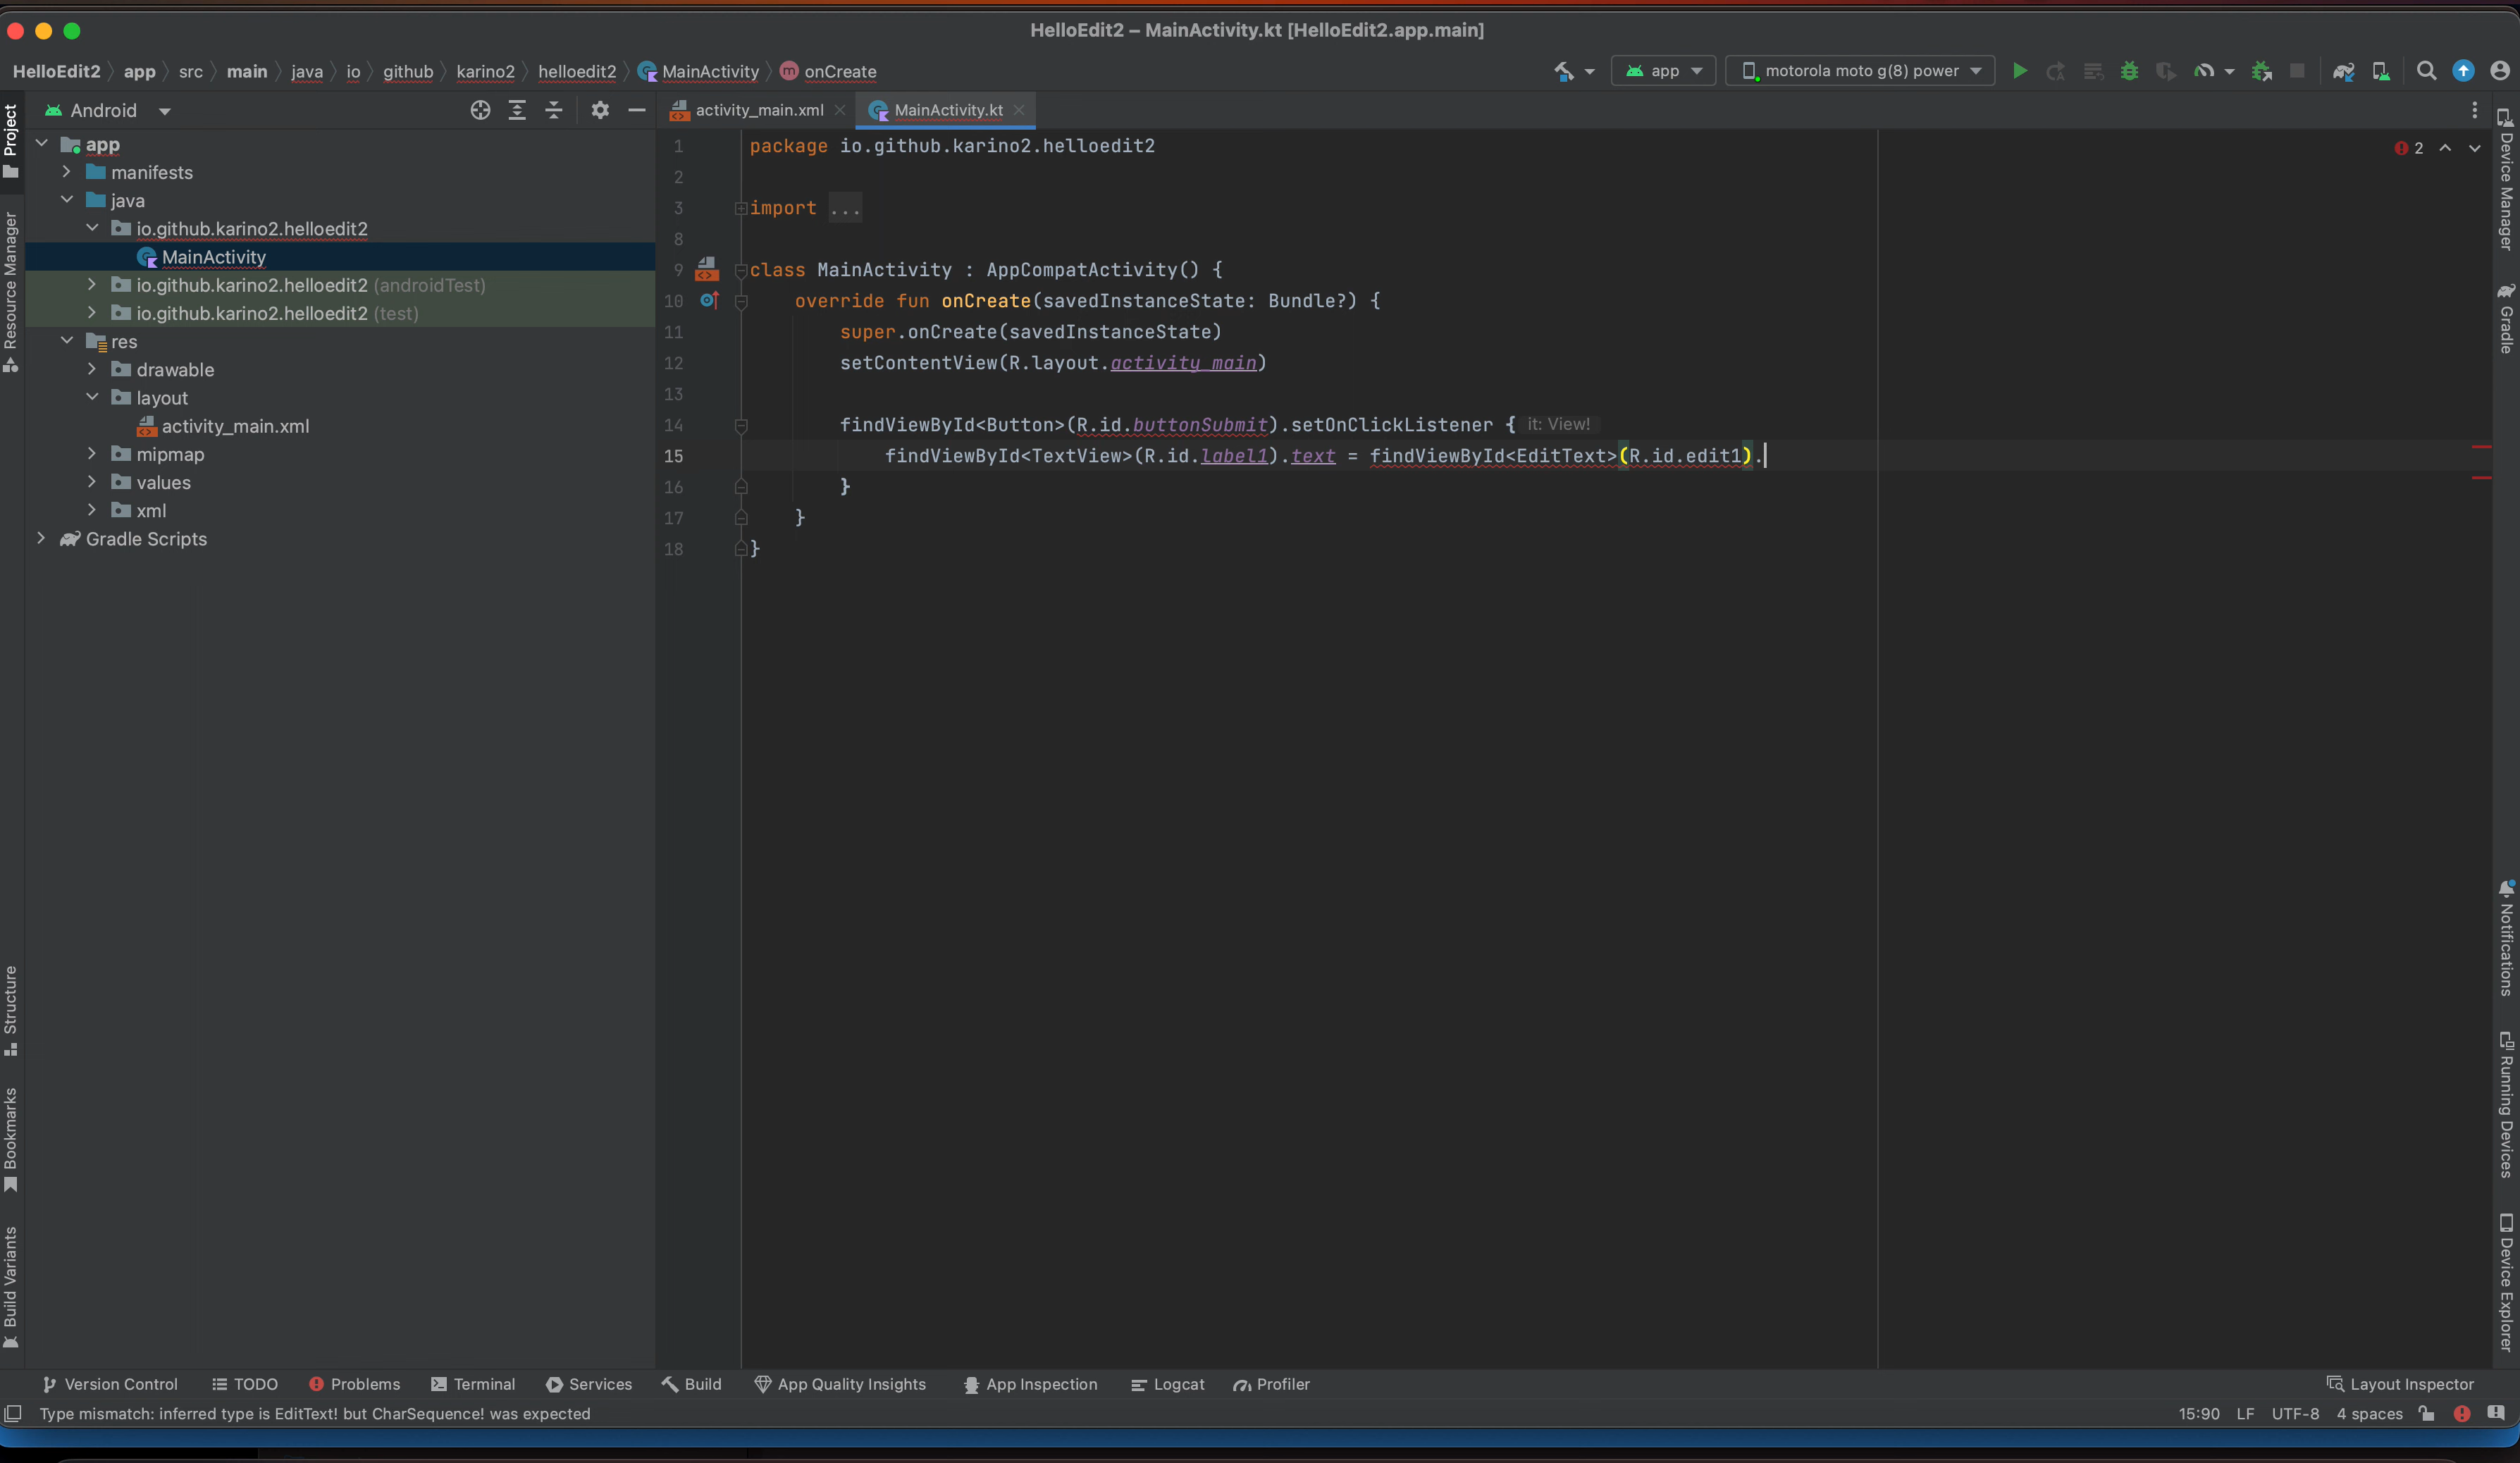 HelloEdit2 – MainActivity.kt [HelloEdit2.app.main]
HelloEdit2 app src main java io github karino2 helloedit2 MainActivity onCreate
app motorola moto g(8) power
Project
Resource Manager
Structure
Bookmarks
Build Variants
Android
app
manifests
java
io.github.karino2.helloedit2
MainActivity
io.github.karino2.helloedit2 (androidTest)
io.github.karino2.helloedit2 (test)
res
drawable
layout
activity_main.xml
mipmap
values
xml
Gradle Scripts
activity_main.xml MainActivity.kt
2
1 package io.github.karino2.helloedit2
2
3 import ...
8
9 class MainActivity : AppCompatActivity() {
10 override fun onCreate(savedInstanceState: Bundle?) {
11 super.onCreate(savedInstanceState)
12 setContentView(R.layout.activity_main)
13
14 findViewById<Button>(R.id.buttonSubmit).setOnClickListener { it: View!
15 findViewById<TextView>(R.id.label1).text = findViewById<EditText>(R.id.edit1).
16 }
17 }
18 }
Device Manager
Gradle
Notifications
Running Devices
Device Explorer
Version Control TODO Problems Terminal Services Build App Quality Insights App Inspection Logcat Profiler Layout Inspector
Type mismatch: inferred type is EditText! but CharSequence! was expected 15:90 LF UTF-8 4 spaces